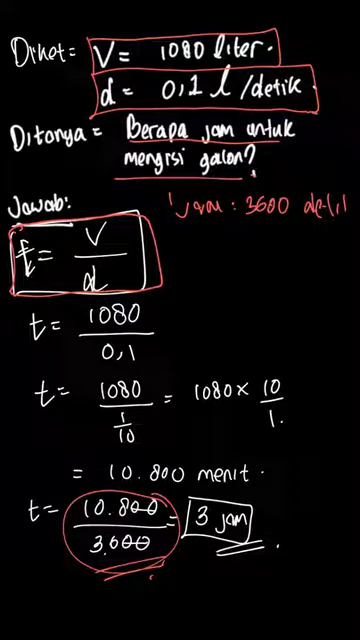 Diket = V = 1080 liter.
d = 0,1 l/detik.
Ditanya = Berapa jam untuk
mengisi galon?
Jawab:
1 jam : 3600 detik
t = V / d
t = 1080 / 0,1
t = 1080 / 1/10 = 1080 × 10 / 1.
= 10.800 menit.
t = 10.800 / 3.600 = 3 jam.